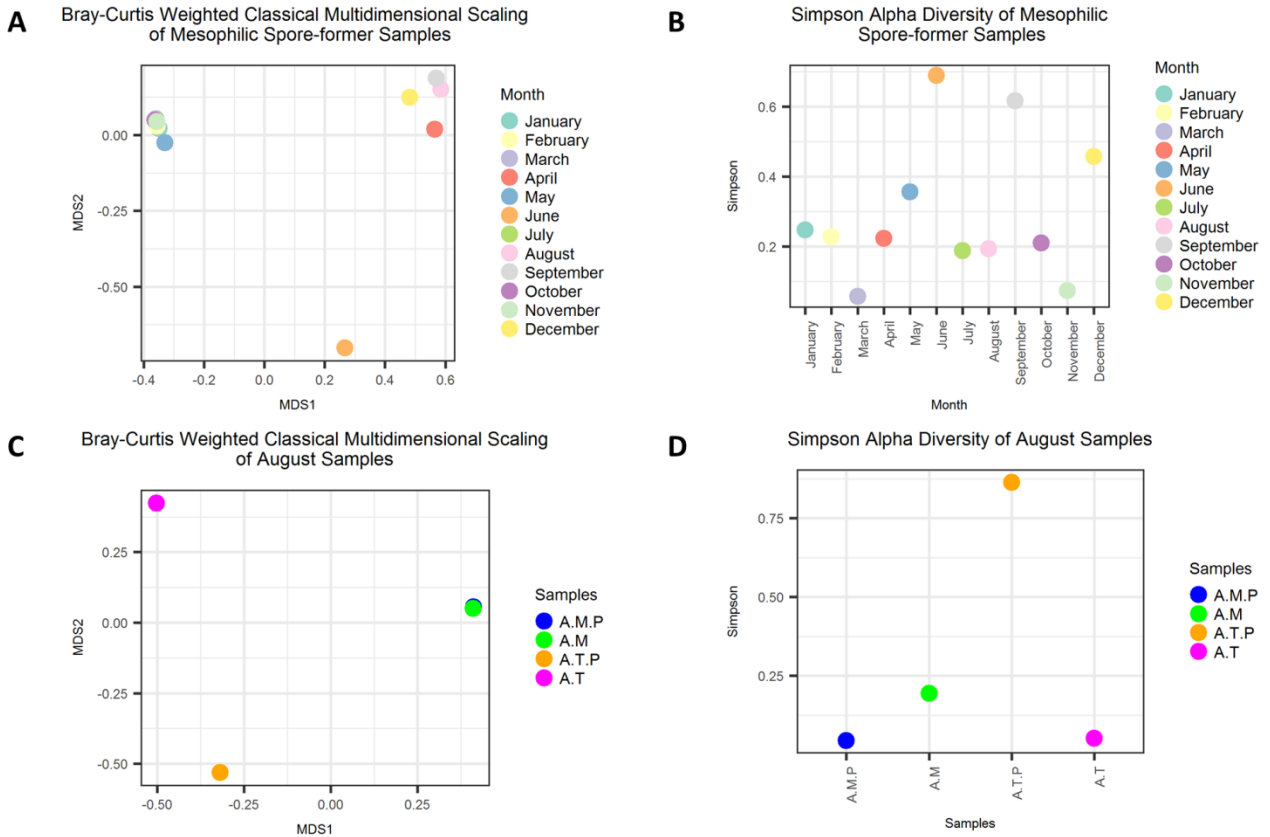 A
Bray-Curtis Weighted Classical Multidimensional Scaling
of Mesophilic Spore-former Samples
0.00
-0.25
-0.50
MDS2
-0.4
-0.2
0.0
0.2
0.4
0.6
MDS1
Month
January
February
March
April
May
June
July
August
September
October
November
December
B
Simpson Alpha Diversity of Mesophilic
Spore-former Samples
0.6
0.4
0.2
Simpson
January
February
March
April
May
June
July
August
September
October
November
December
Month
Month
January
February
March
April
May
June
July
August
September
October
November
December
C
Bray-Curtis Weighted Classical Multidimensional Scaling
of August Samples
0.25
0.00
-0.25
-0.50
MDS2
-0.50
-0.25
0.00
0.25
MDS1
Samples
A.M.P
A.M
A.T.P
A.T
D
Simpson Alpha Diversity of August Samples
0.75
0.50
0.25
Simpson
A.M.P
A.M
A.T.P
A.T
Samples
Samples
A.M.P
A.M
A.T.P
A.T